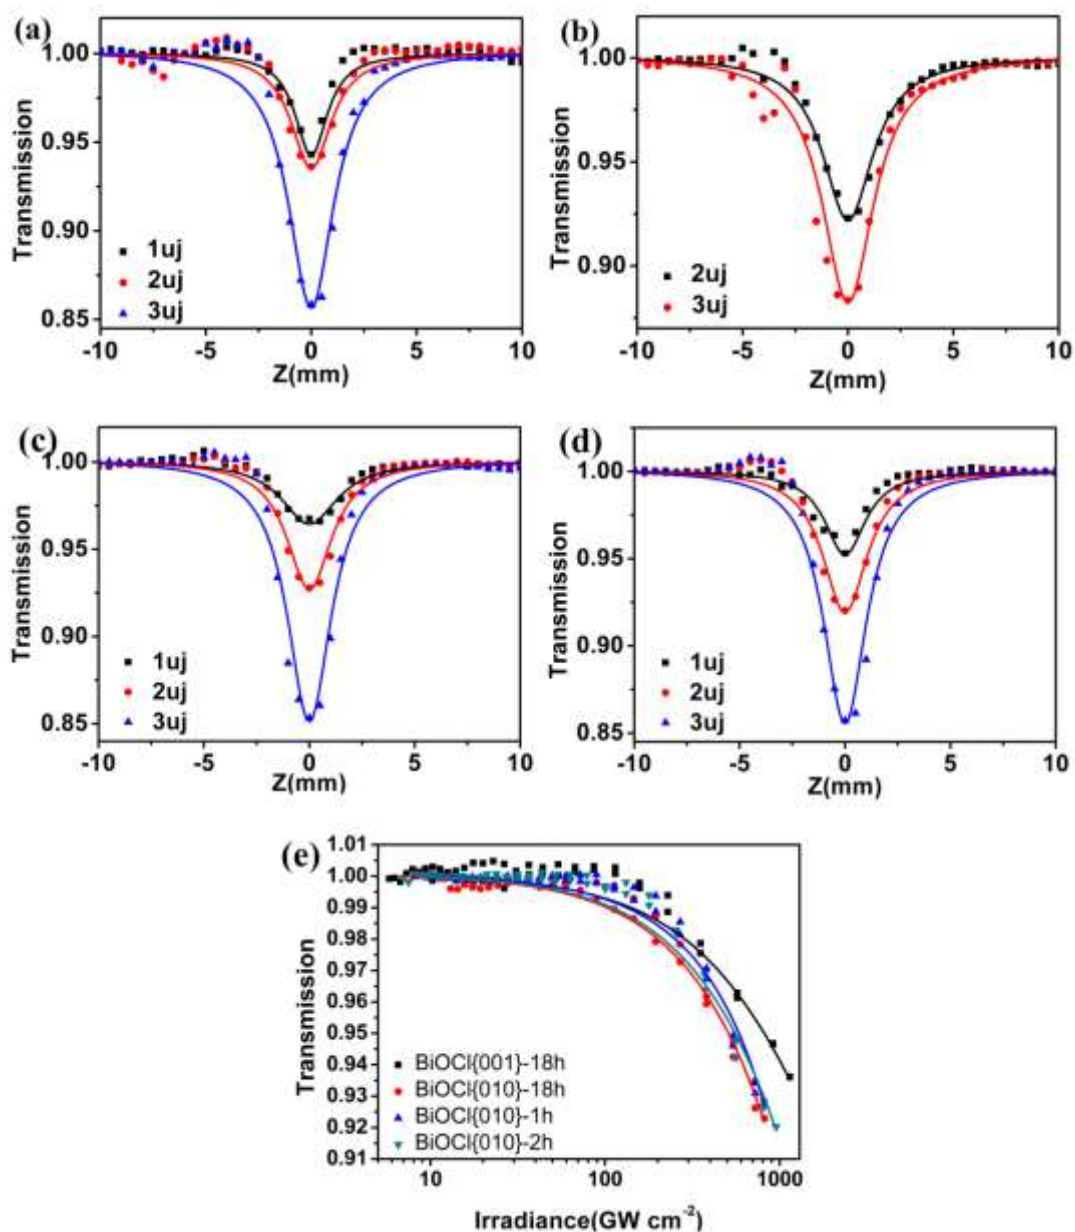 (a)
1.00
0.95
0.90
0.85
Transmission
1uj
2uj
3uj
-10 -5 0 5 10
Z(mm)
(b)
1.00
0.95
0.90
Transmission
2uj
3uj
-10 -5 0 5 10
Z(mm)
(c)
1.00
0.95
0.90
0.85
Transmission
1uj
2uj
3uj
-10 -5 0 5 10
Z(mm)
(d)
1.00
0.95
0.90
0.85
Transmission
1uj
2uj
3uj
-10 -5 0 5 10
Z(mm)
(e)
1.01
1.00
0.99
0.98
0.97
0.96
0.95
0.94
0.93
0.92
0.91
Transmission
BiOCl{001}-18h
BiOCl{010}-18h
BiOCl{010}-1h
BiOCl{010}-2h
10 100 1000
Irradiance(GW cm-2)